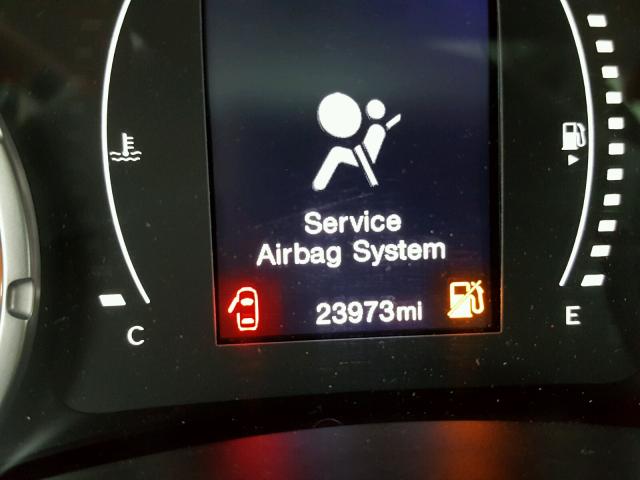 Service
Airbag System
23973mi
C
E